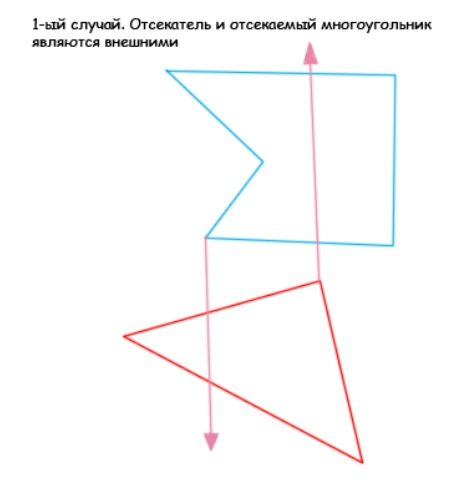 1-ый случай. Отсекатель и отсекаемый многоугольник
являются внешними